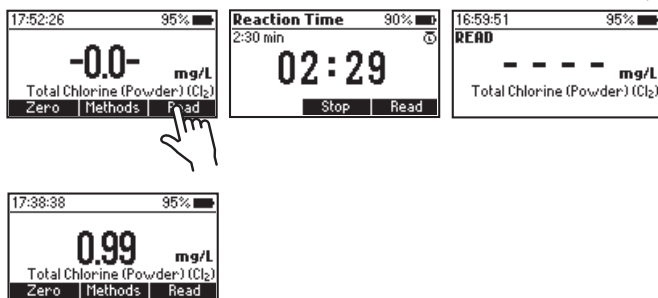 17:52:26 95%
-0.0- mg/L
Total Chlorine (Powder) (Cl₂)
Zero Methods Read
Reaction Time 90%
2:30 min
02:29
Stop Read
16:59:51 95%
READ
- - - - mg/L
Total Chlorine (Powder) (Cl₂)
17:38:38 95%
0.99 mg/L
Total Chlorine (Powder) (Cl₂)
Zero Methods Read